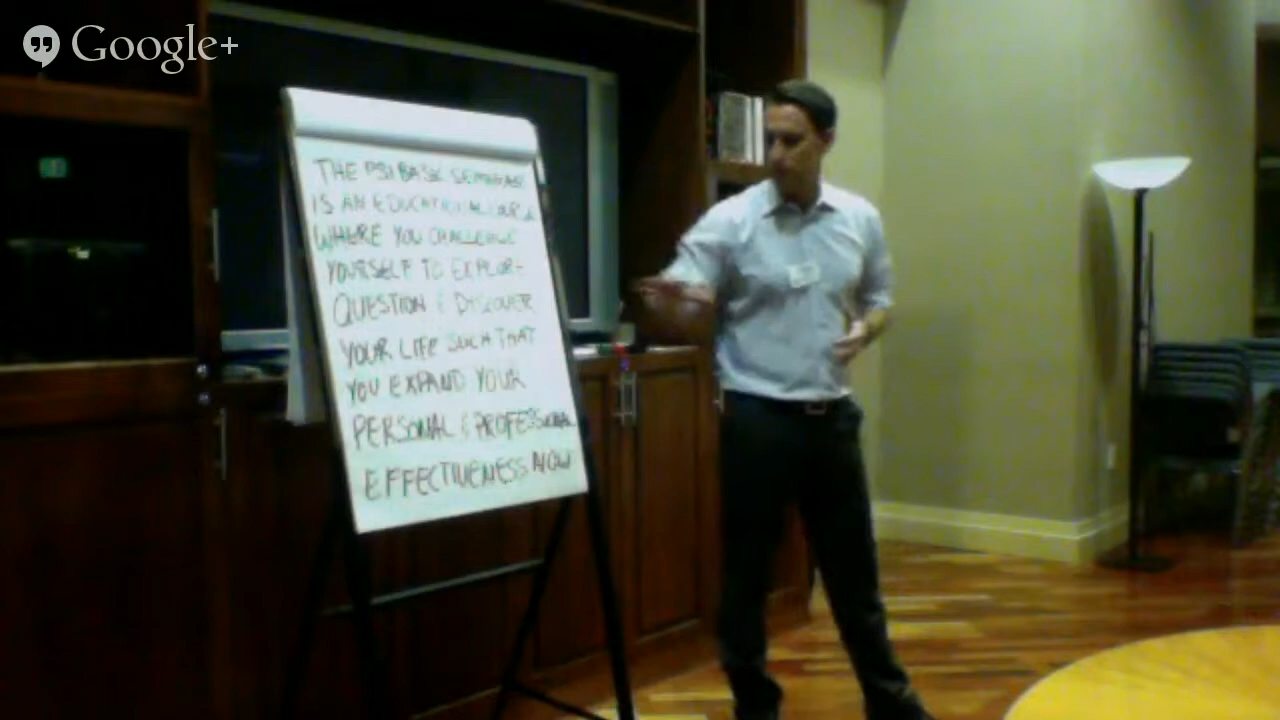 Google+
THE PSI BASIC SEMINAR
IS AN EDUCATIONAL COURSE
WHERE YOU CHALLENGE
YOURSELF TO EXPLORE
QUESTION & DISCOVER
YOUR LIFE SUCH THAT
YOU EXPAND YOUR
PERSONAL & PROFESSIONAL
EFFECTIVENESS NOW